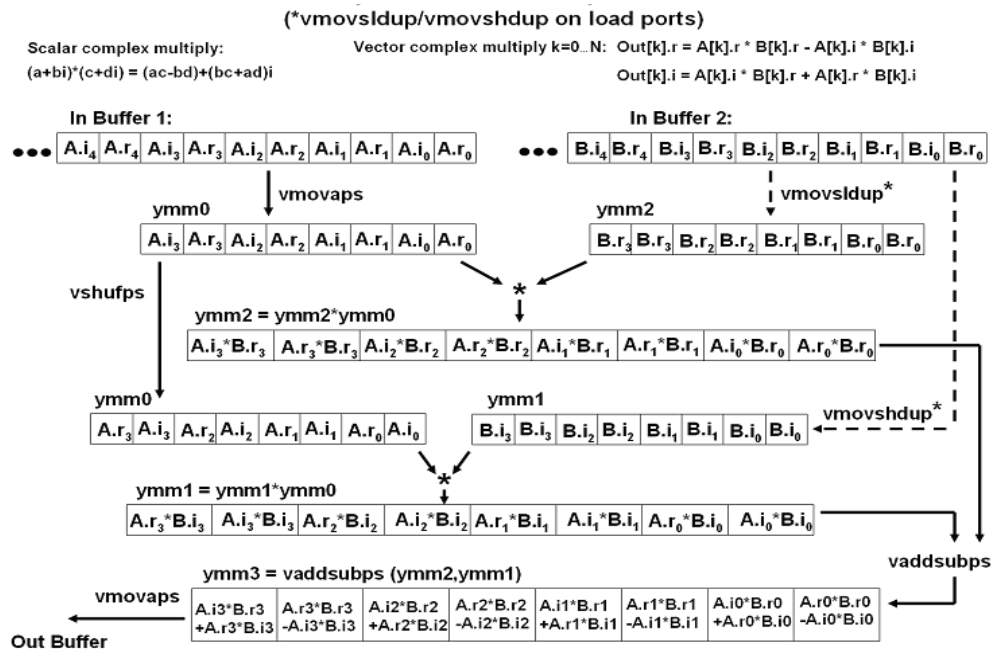 (*vmovsldup/vmovshdup on load ports)
Scalar complex multiply:
(a+bi)*(c+di) = (ac-bd)+(bc+ad)i
Vector complex multiply k=0...N: Out[k].r = A[k].r * B[k].r - A[k].i * B[k].i
Out[k].i = A[k].i * B[k].r + A[k].r * B[k].i
In Buffer 1:
In Buffer 2:
••• A.i₄ A.r₄ A.i₃ A.r₃ A.i₂ A.r₂ A.i₁ A.r₁ A.i₀ A.r₀
••• B.i₄ B.r₄ B.i₃ B.r₃ B.i₂ B.r₂ B.i₁ B.r₁ B.i₀ B.r₀
vmovaps
vmovsldup*
ymm0
ymm2
A.i₃ A.r₃ A.i₂ A.r₂ A.i₁ A.r₁ A.i₀ A.r₀
B.r₃ B.r₃ B.r₂ B.r₂ B.r₁ B.r₁ B.r₀ B.r₀
vshufps
*
ymm2 = ymm2*ymm0
A.i₃*B.r₃ A.r₃*B.r₃ A.i₂*B.r₂ A.r₂*B.r₂ A.i₁*B.r₁ A.r₁*B.r₁ A.i₀*B.r₀ A.r₀*B.r₀
ymm0
ymm1
vmovshdup*
A.r₃ A.i₃ A.r₂ A.i₂ A.r₁ A.i₁ A.r₀ A.i₀
B.i₃ B.i₃ B.i₂ B.i₂ B.i₁ B.i₁ B.i₀ B.i₀
*
ymm1 = ymm1*ymm0
A.r₃*B.i₃ A.i₃*B.i₃ A.r₂*B.i₂ A.i₂*B.i₂ A.r₁*B.i₁ A.i₁*B.i₁ A.r₀*B.i₀ A.i₀*B.i₀
vaddsubps
ymm3 = vaddsubps (ymm2,ymm1)
vmovaps
A.i3*B.r3 A.r3*B.r3 A.i2*B.r2 A.r2*B.r2 A.i1*B.r1 A.r1*B.r1 A.i0*B.r0 A.r0*B.r0
+A.r3*B.i3 -A.i3*B.i3 +A.r2*B.i2 -A.i2*B.i2 +A.r1*B.i1 -A.i1*B.i1 +A.r0*B.i0 -A.i0*B.i0
Out Buffer